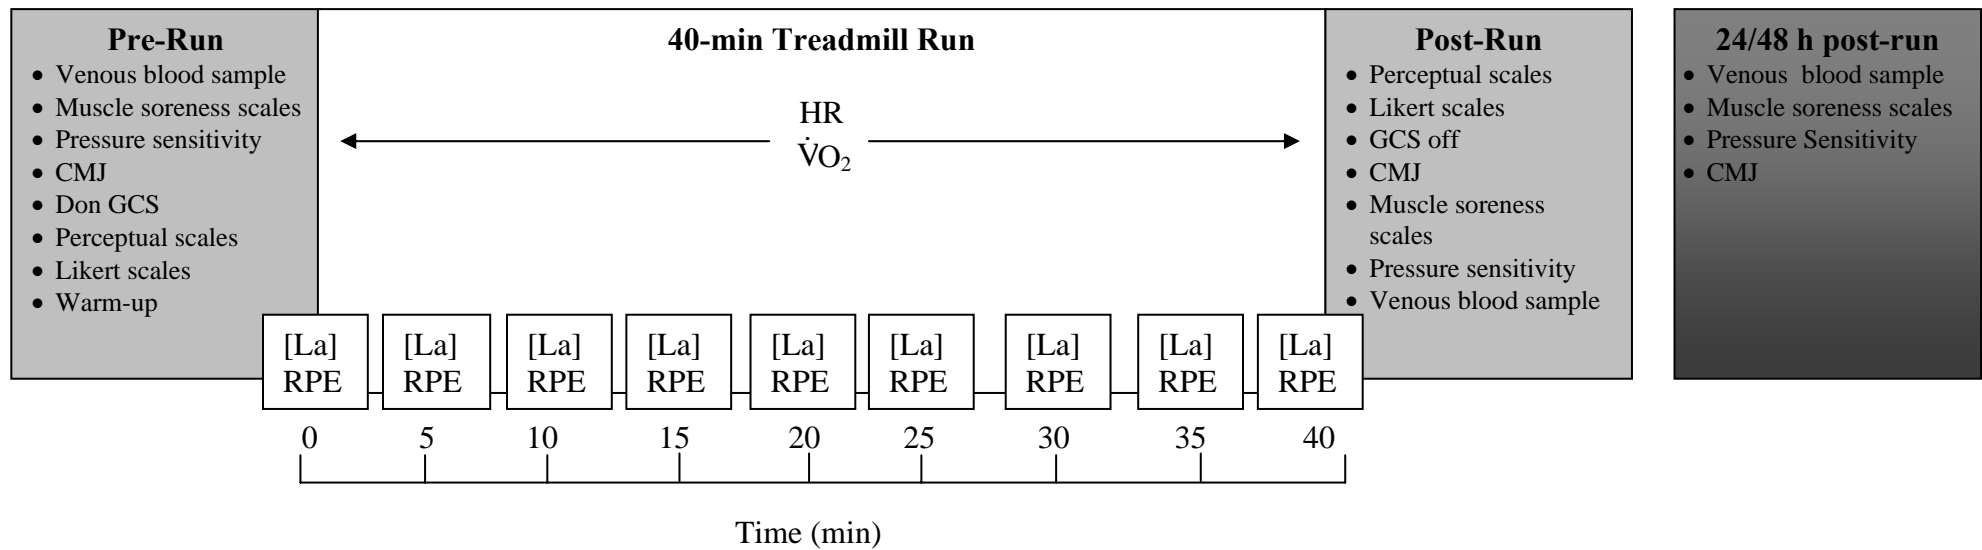 Pre-Run
• Venous blood sample
• Muscle soreness scales
• Pressure sensitivity
• CMJ
• Don GCS
• Perceptual scales
• Likert scales
• Warm-up
40-min Treadmill Run
HR
V̇O₂
Post-Run
• Perceptual scales
• Likert scales
• GCS off
• CMJ
• Muscle soreness
scales
• Pressure sensitivity
• Venous blood sample
24/48 h post-run
• Venous blood sample
• Muscle soreness scales
• Pressure Sensitivity
• CMJ
[La] [La] [La] [La] [La] [La] [La] [La] [La]
RPE RPE RPE RPE RPE RPE RPE RPE RPE
0 5 10 15 20 25 30 35 40
Time (min)